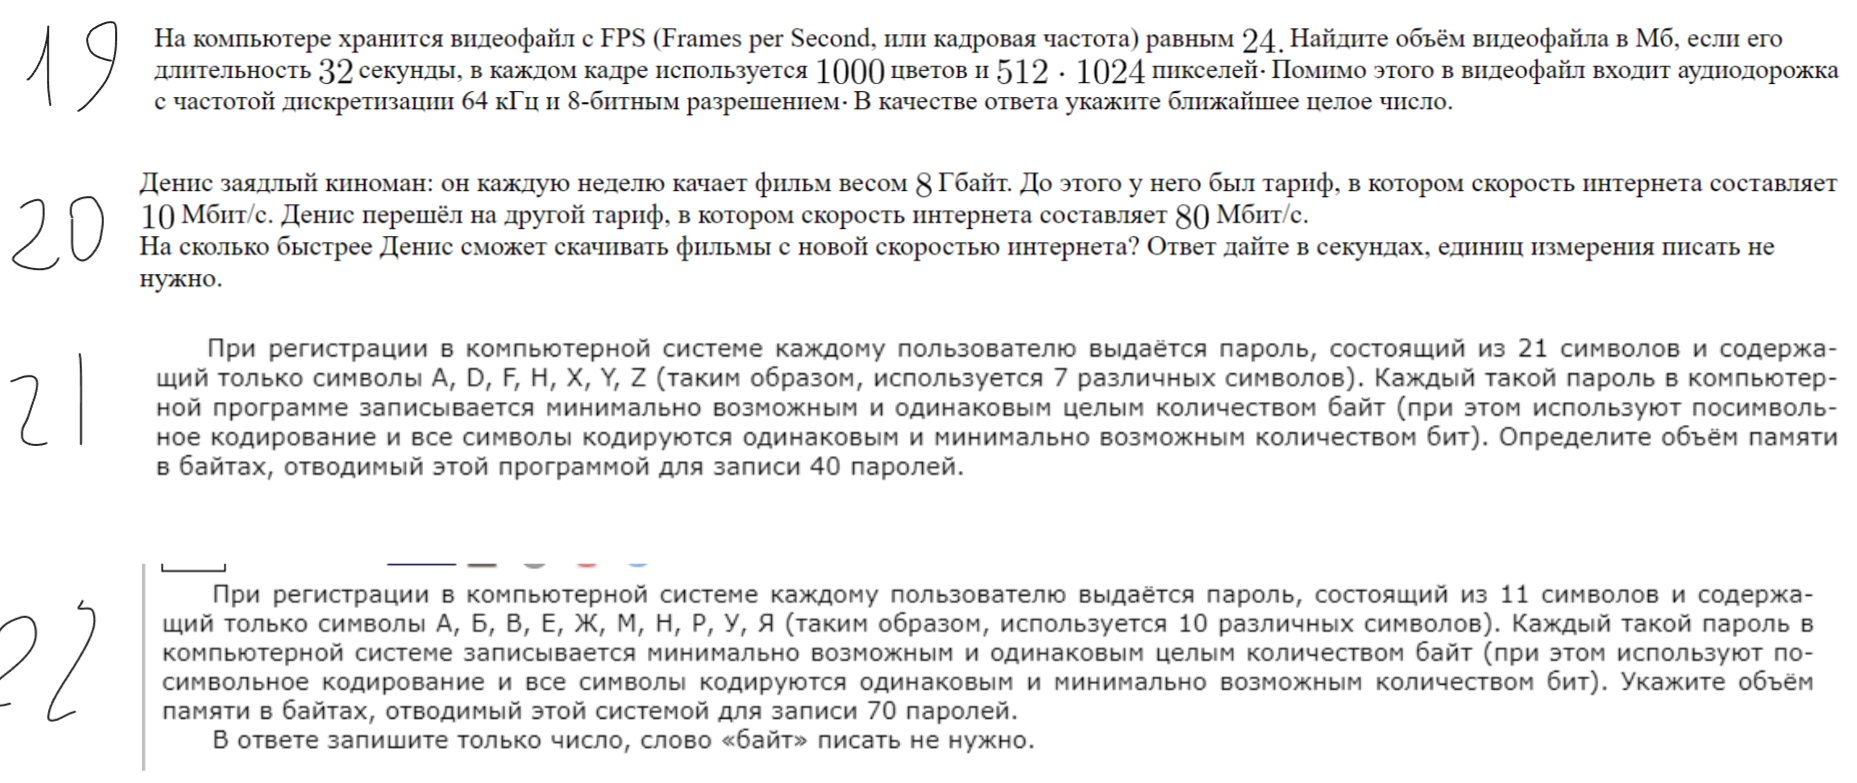 19
На компьютере хранится видеофайл с FPS (Frames per Second, или кадровая частота) равным 24. Найдите объём видеофайла в Мб, если его
длительность 32 секунды, в каждом кадре используется 1000 цветов и 512 · 1024 пикселей. Помимо этого в видеофайл входит аудиодорожка
с частотой дискретизации 64 кГц и 8-битным разрешением. В качестве ответа укажите ближайшее целое число.
20
Денис заядлый киноман: он каждую неделю качает фильм весом 8 Гбайт. До этого у него был тариф, в котором скорость интернета составляет
10 Мбит/с. Денис перешёл на другой тариф, в котором скорость интернета составляет 80 Мбит/с.
На сколько быстрее Денис сможет скачивать фильмы с новой скоростью интернета? Ответ дайте в секундах, единиц измерения писать не
нужно.
21
При регистрации в компьютерной системе каждому пользователю выдаётся пароль, состоящий из 21 символов и содержа-
щий только символы A, D, F, H, X, Y, Z (таким образом, используется 7 различных символов). Каждый такой пароль в компьютер-
ной программе записывается минимально возможным и одинаковым целым количеством байт (при этом используют посимволь-
ное кодирование и все символы кодируются одинаковым и минимально возможным количеством бит). Определите объём памяти
в байтах, отводимый этой программой для записи 40 паролей.
22
При регистрации в компьютерной системе каждому пользователю выдаётся пароль, состоящий из 11 символов и содержа-
щий только символы А, Б, В, Е, Ж, М, Н, Р, У, Я (таким образом, используется 10 различных символов). Каждый такой пароль в
компьютерной системе записывается минимально возможным и одинаковым целым количеством байт (при этом используют по-
символьное кодирование и все символы кодируются одинаковым и минимально возможным количеством бит). Укажите объём
памяти в байтах, отводимый этой системой для записи 70 паролей.
В ответе запишите только число, слово «байт» писать не нужно.